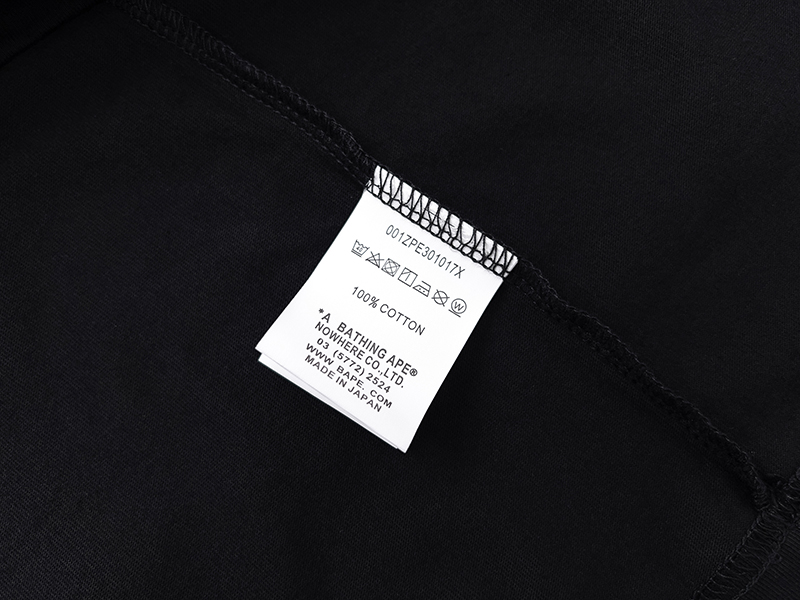 001ZPE301017X
100% COTTON
*A BATHING APE®
NOWHERE CO.,LTD.
03 (5772) 2524
WWW BAPE. COM
MADE IN JAPAN